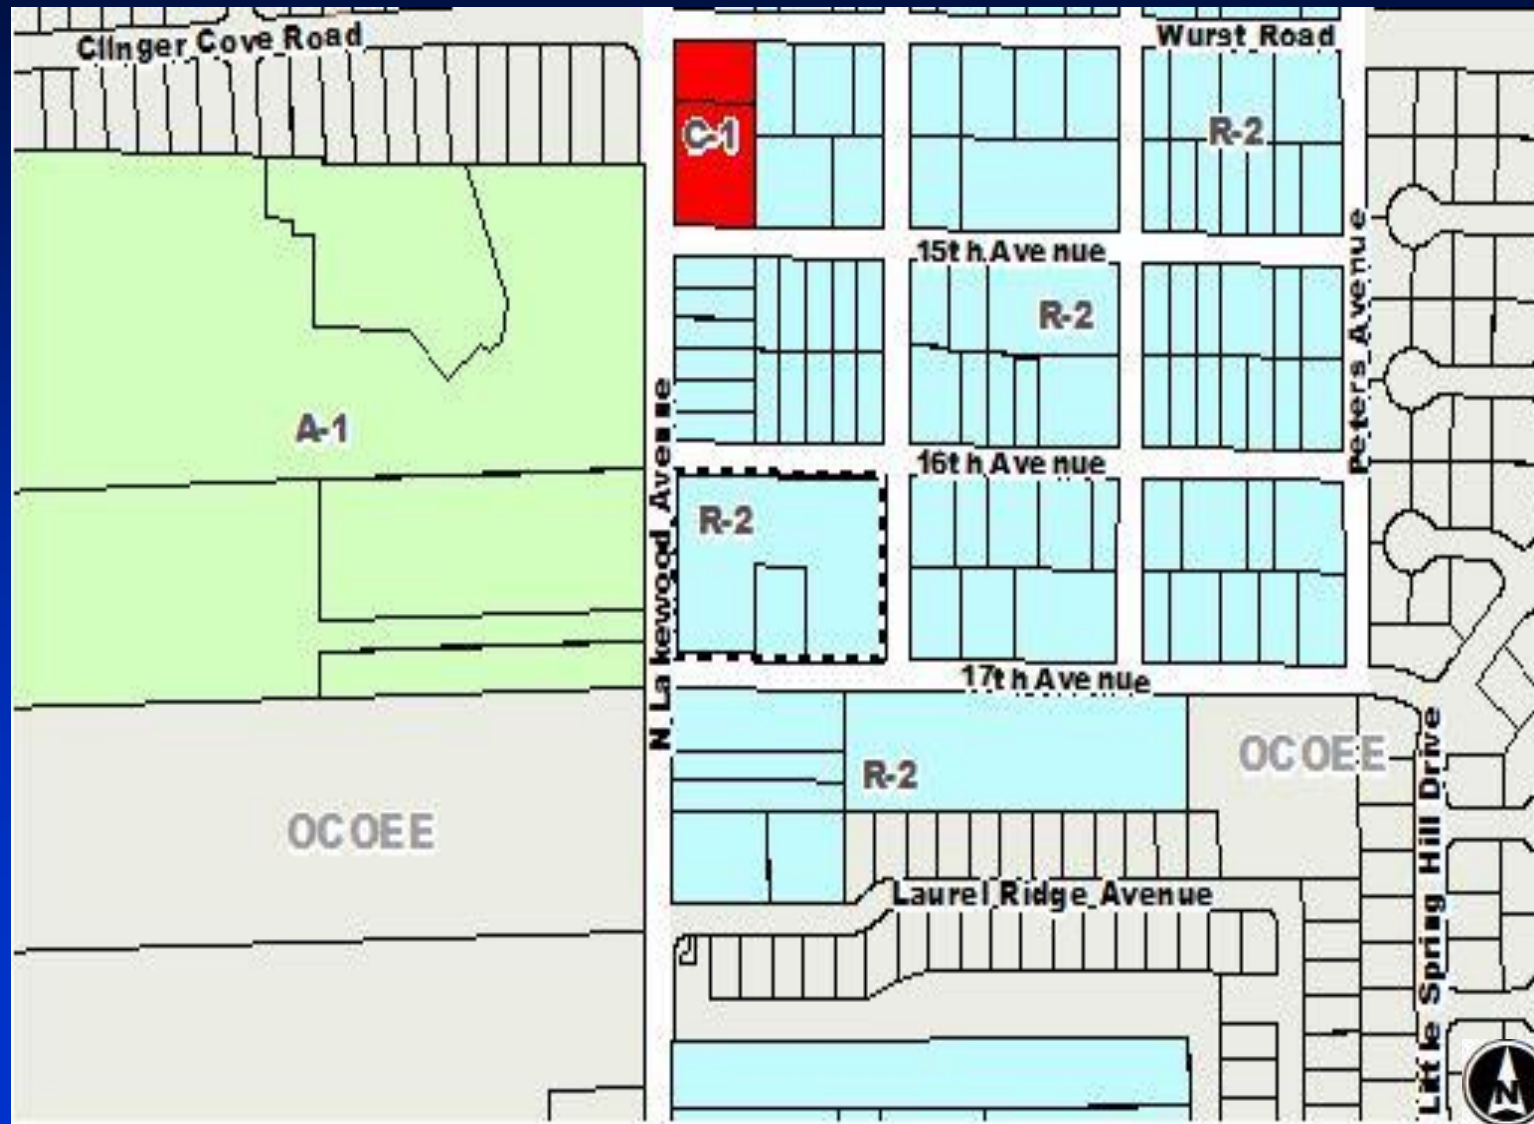 Clinger Cove Road
Wurst Road
C-1
R-2
15th Avenue
Peters Avenue
R-2
A-1
16th Avenue
N Lakewood Avenue
R-2
17th Avenue
OCOEE
R-2
OCOEE
Little Spring Hill Drive
Laurel Ridge Avenue
N